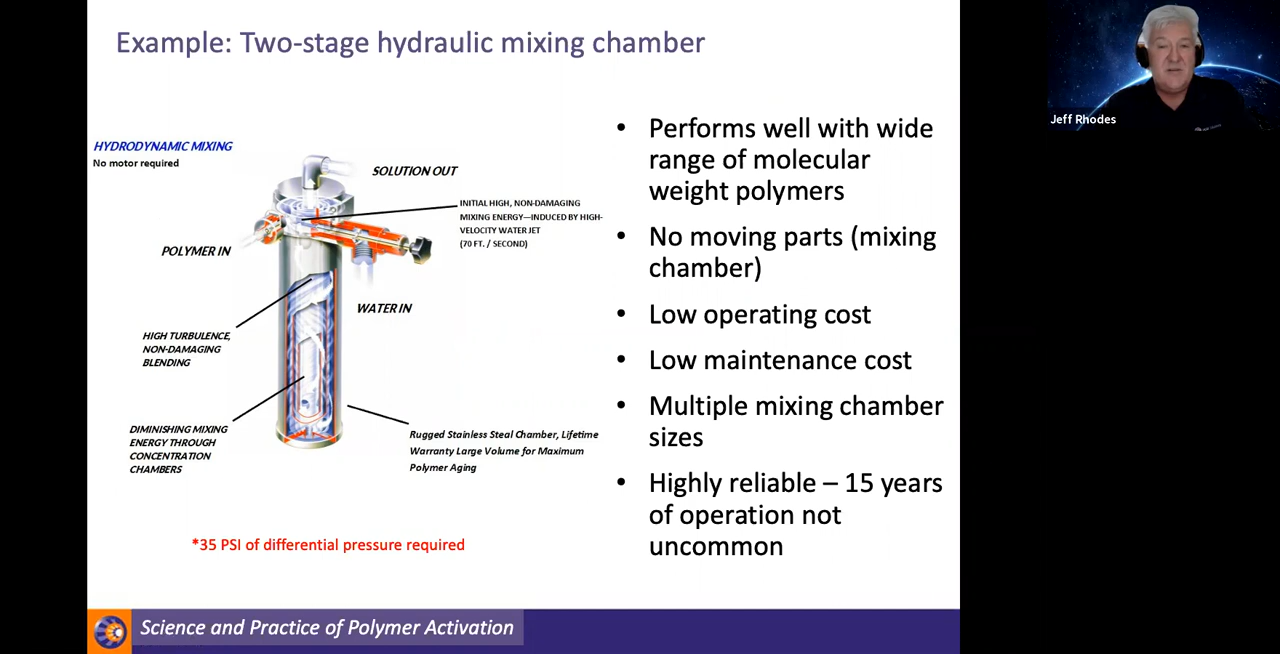 Example: Two-stage hydraulic mixing chamber
Jeff Rhodes
HYDRODYNAMIC MIXING
No motor required
SOLUTION OUT
INITIAL HIGH, NON-DAMAGING
MIXING ENERGY—INDUCED BY HIGH-
VELOCITY WATER JET
(70 FT. / SECOND)
POLYMER IN
WATER IN
HIGH TURBULENCE,
NON-DAMAGING
BLENDING
DIMINISHING MIXING
ENERGY THROUGH
CONCENTRATION
CHAMBERS
Rugged Stainless Steal Chamber, Lifetime
Warranty Large Volume for Maximum
Polymer Aging
*35 PSI of differential pressure required
• Performs well with wide
range of molecular
weight polymers
• No moving parts (mixing
chamber)
• Low operating cost
• Low maintenance cost
• Multiple mixing chamber
sizes
• Highly reliable – 15 years
of operation not
uncommon
Science and Practice of Polymer Activation